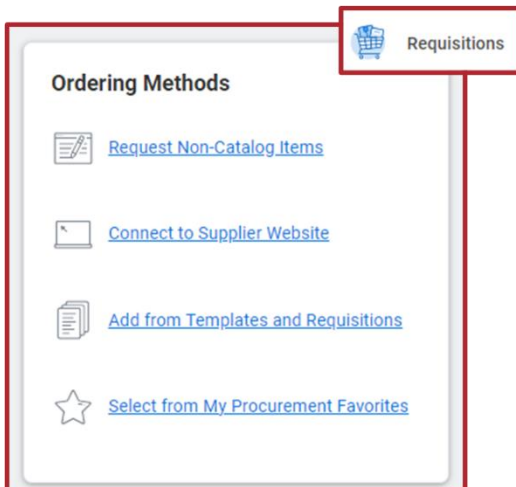 Requisitions
Ordering Methods
Request Non-Catalog Items
Connect to Supplier Website
Add from Templates and Requisitions
Select from My Procurement Favorites